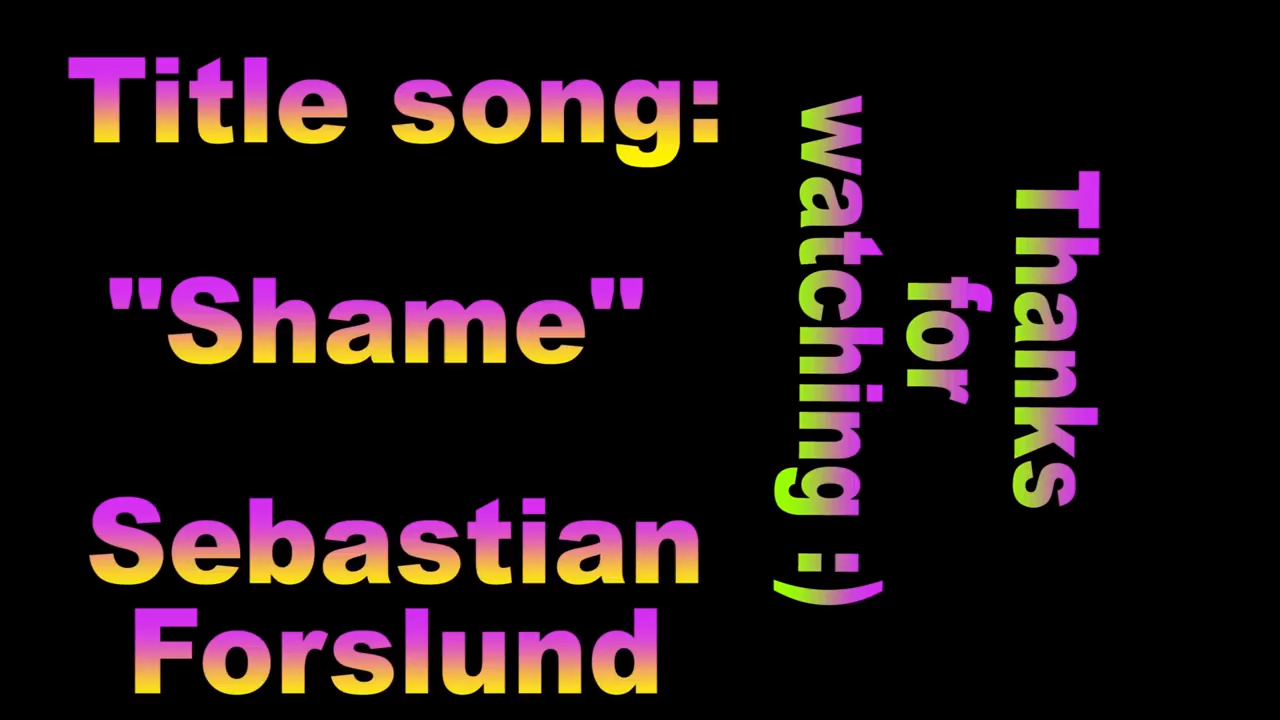 Title song:
"Shame"
Sebastian
Forslund
Thanks
for
watching :)